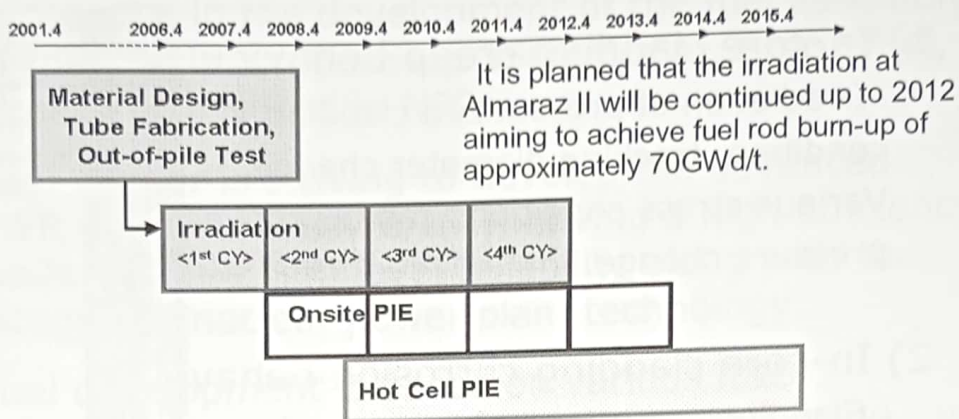 2001.4 2006.4 2007.4 2008.4 2009.4 2010.4 2011.4 2012.4 2013.4 2014.4 2015.4
It is planned that the irradiation at
Almaraz II will be continued up to 2012
aiming to achieve fuel rod burn-up of
approximately 70GWd/t.
Material Design,
Tube Fabrication,
Out-of-pile Test
Irradiation
<1st CY> <2nd CY> <3rd CY> <4th CY>
Onsite PIE
Hot Cell PIE